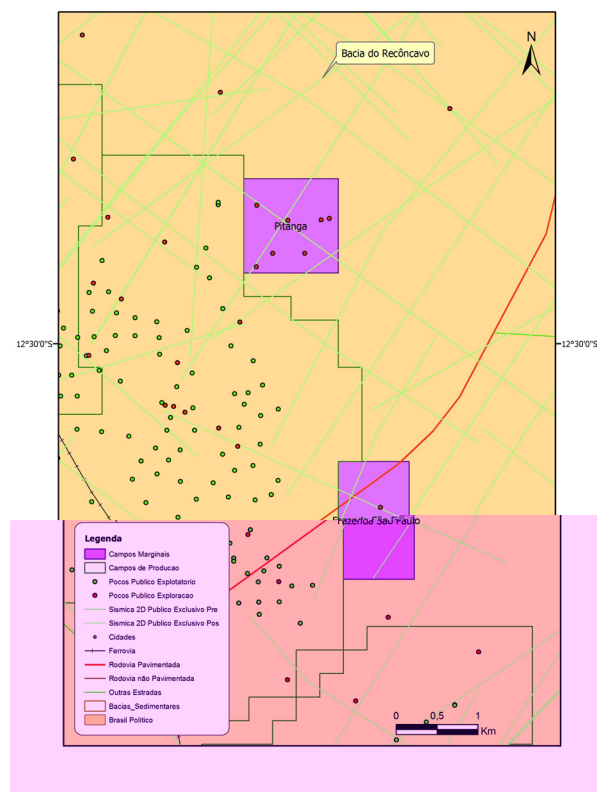 Bacia do Recôncavo
N
Pitanga
12°30'0"S
12°30'0"S
Fazenda São Paulo
Legenda
Campos Marginais
Campos de Producao
Pocos Publico Explotatorio
Pocos Publico Exploracao
Sismica 2D Publico Exclusivo Pre
Sismica 2D Publico Exclusivo Pos
Cidades
Ferrovia
Rodovia Pavimentada
Rodovia não Pavimentada
Outras Estradas
Bacias_Sedimentares
Brasil Político
0 0,5 1
Km